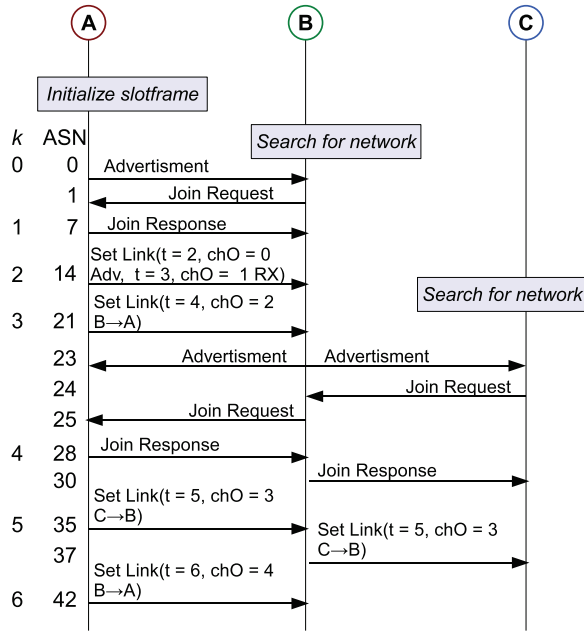 A B C
Initialize slotframe
k ASN
Search for network
0 0 Advertisment
1 Join Request
1 7 Join Response
Set Link(t = 2, chO = 0
2 14 Adv, t = 3, chO = 1 RX)
Search for network
Set Link(t = 4, chO = 2
3 21 B→A)
23 Advertisment Advertisment
24 Join Request
25 Join Request
4 28 Join Response
30 Join Response
Set Link(t = 5, chO = 3
5 35 C→B)
Set Link(t = 5, chO = 3
37 C→B)
Set Link(t = 6, chO = 4
B→A)
6 42